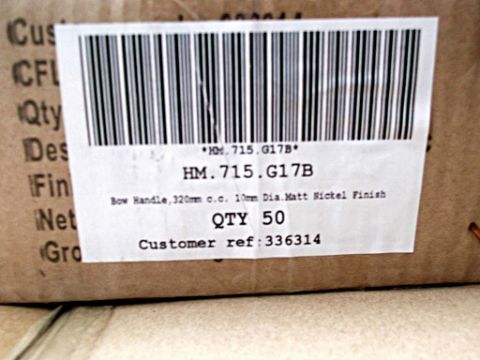 Cus
CFL
Qty
Des
Fin
Net
Gro
*HM.715.G17B*
HM.715.G17B
Bow Handle,320mm c.c. 10mm Dia.Matt Nickel Finish
QTY 50
Customer ref:336314